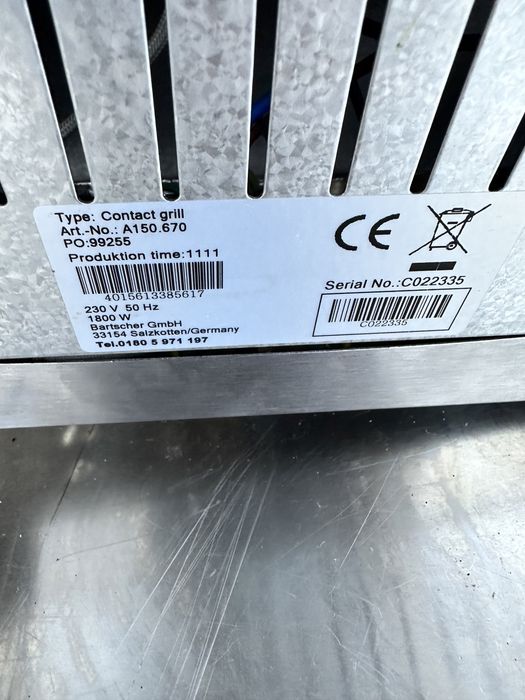 Type: Contact grill
Art.-No.: A150.670
PO:99255
Produktion time:1111
4015613385617
230 V 50 Hz
1800 W
Bartscher GmbH
33154 Salzkotten/Germany
Tel.0180 5 971 197
CE
Serial No.:C022335
C022335